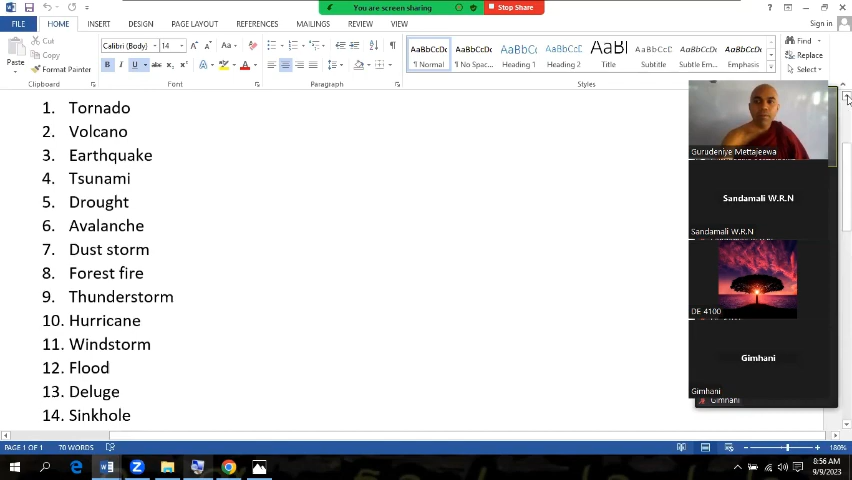 You are screen sharing
Stop Share
Sign in
FILE HOME INSERT DESIGN PAGE LAYOUT REFERENCES MAILINGS REVIEW VIEW
Cut
Copy
Format Painter
Paste
Clipboard
Calibri (Body) 14
Font
Paragraph
AaBbCcDc AaBbCcDc AaBbCc AaBbCcE AaBl AaBbCcD AaBbCcDc AaBbCcDc
¶ Normal ¶ No Spac... Heading 1 Heading 2 Title Subtitle Subtle Em... Emphasis
Styles
Find
Replace
Select
1. Tornado
2. Volcano
3. Earthquake
4. Tsunami
5. Drought
6. Avalanche
7. Dust storm
8. Forest fire
9. Thunderstorm
10. Hurricane
11. Windstorm
12. Flood
13. Deluge
14. Sinkhole
Gurudeniye Mettajeewa
Sandamali W.R.N
Sandamali W.R.N
DE 4100
Gimhani
Gimhani
Gimhani
PAGE 1 OF 1 70 WORDS
180%
8:56 AM
9/9/2023